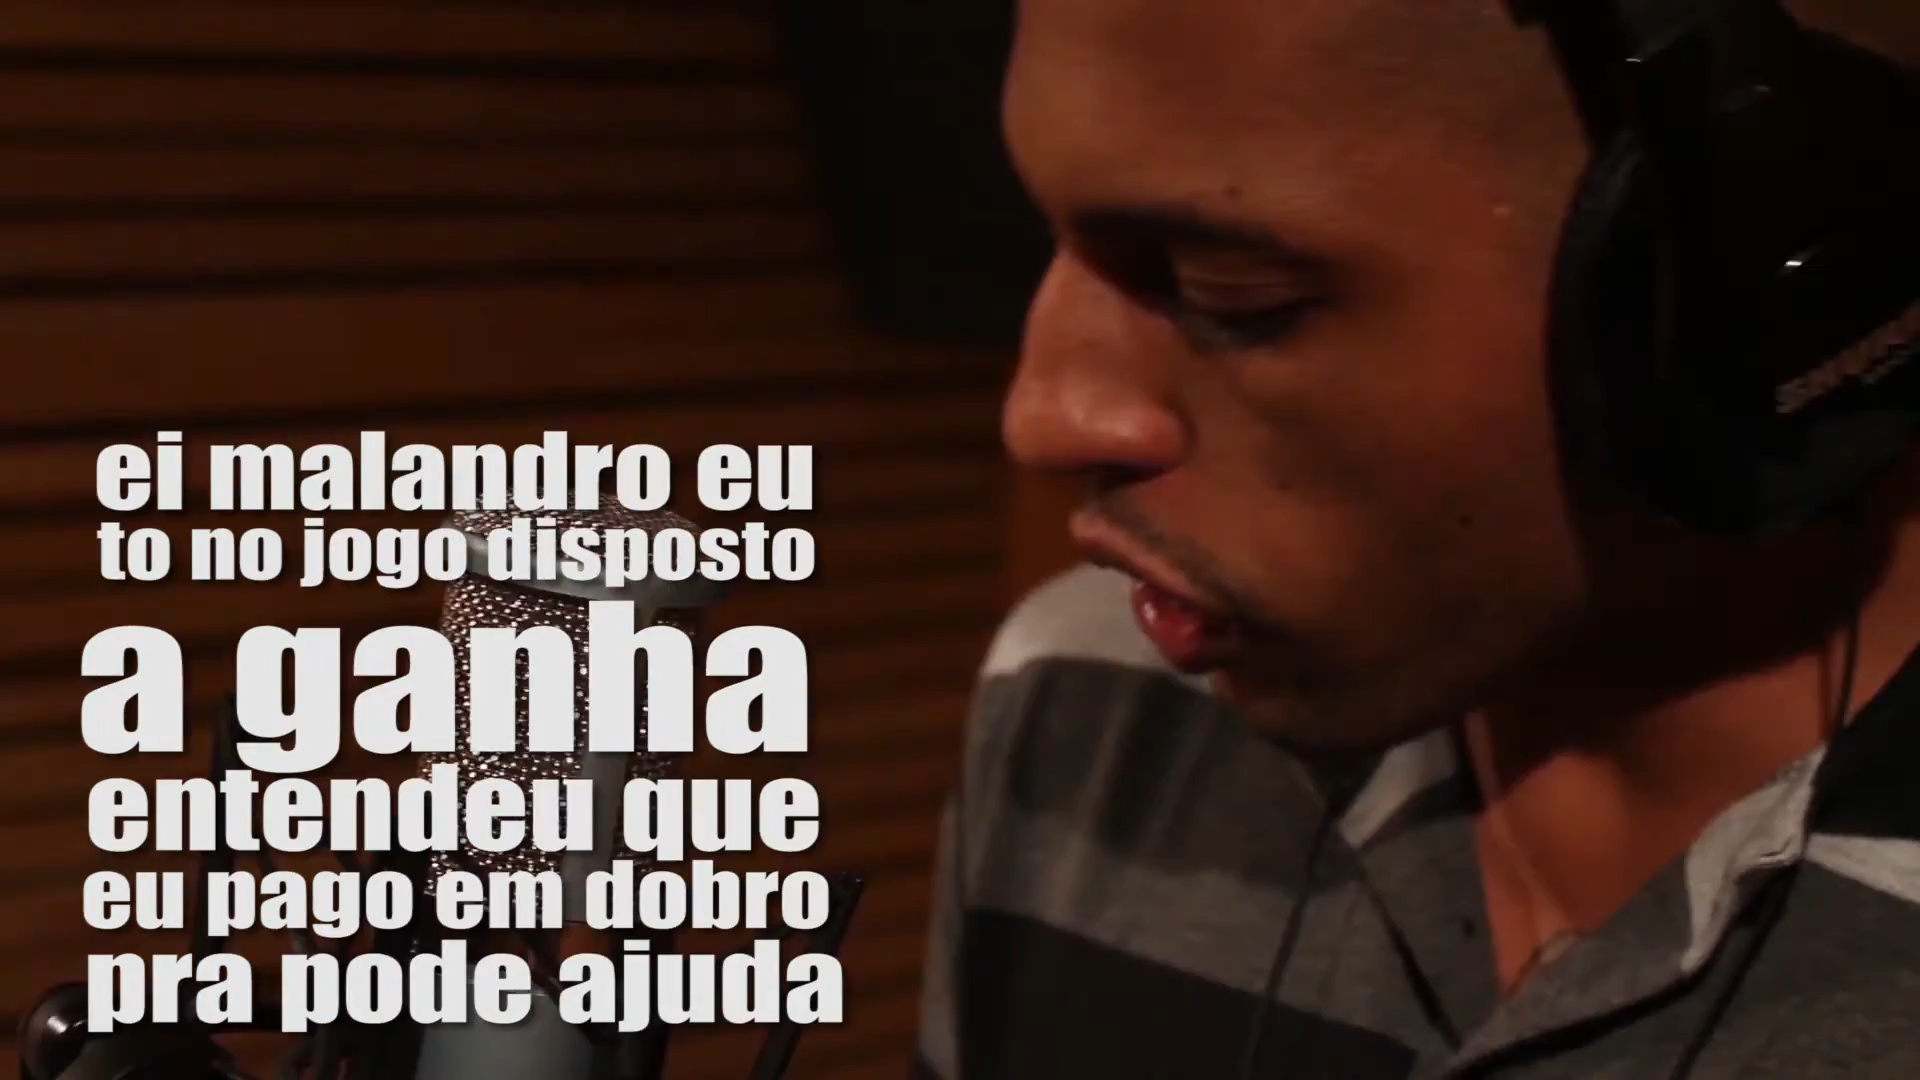 ei malandro eu
to no jogo disposto
a ganha
entendeu que
eu pago em dobro
pra pode ajuda